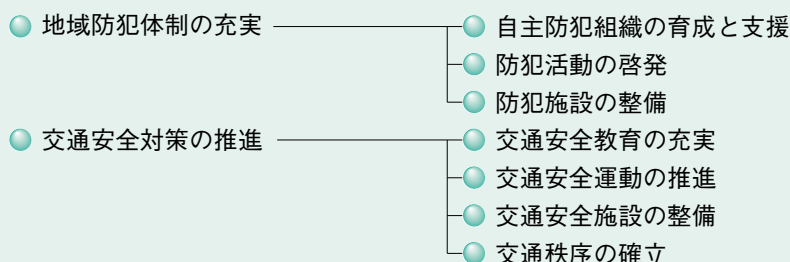 地域防犯体制の充実
自主防犯組織の育成と支援
防犯活動の啓発
防犯施設の整備
交通安全対策の推進
交通安全教育の充実
交通安全運動の推進
交通安全施設の整備
交通秩序の確立